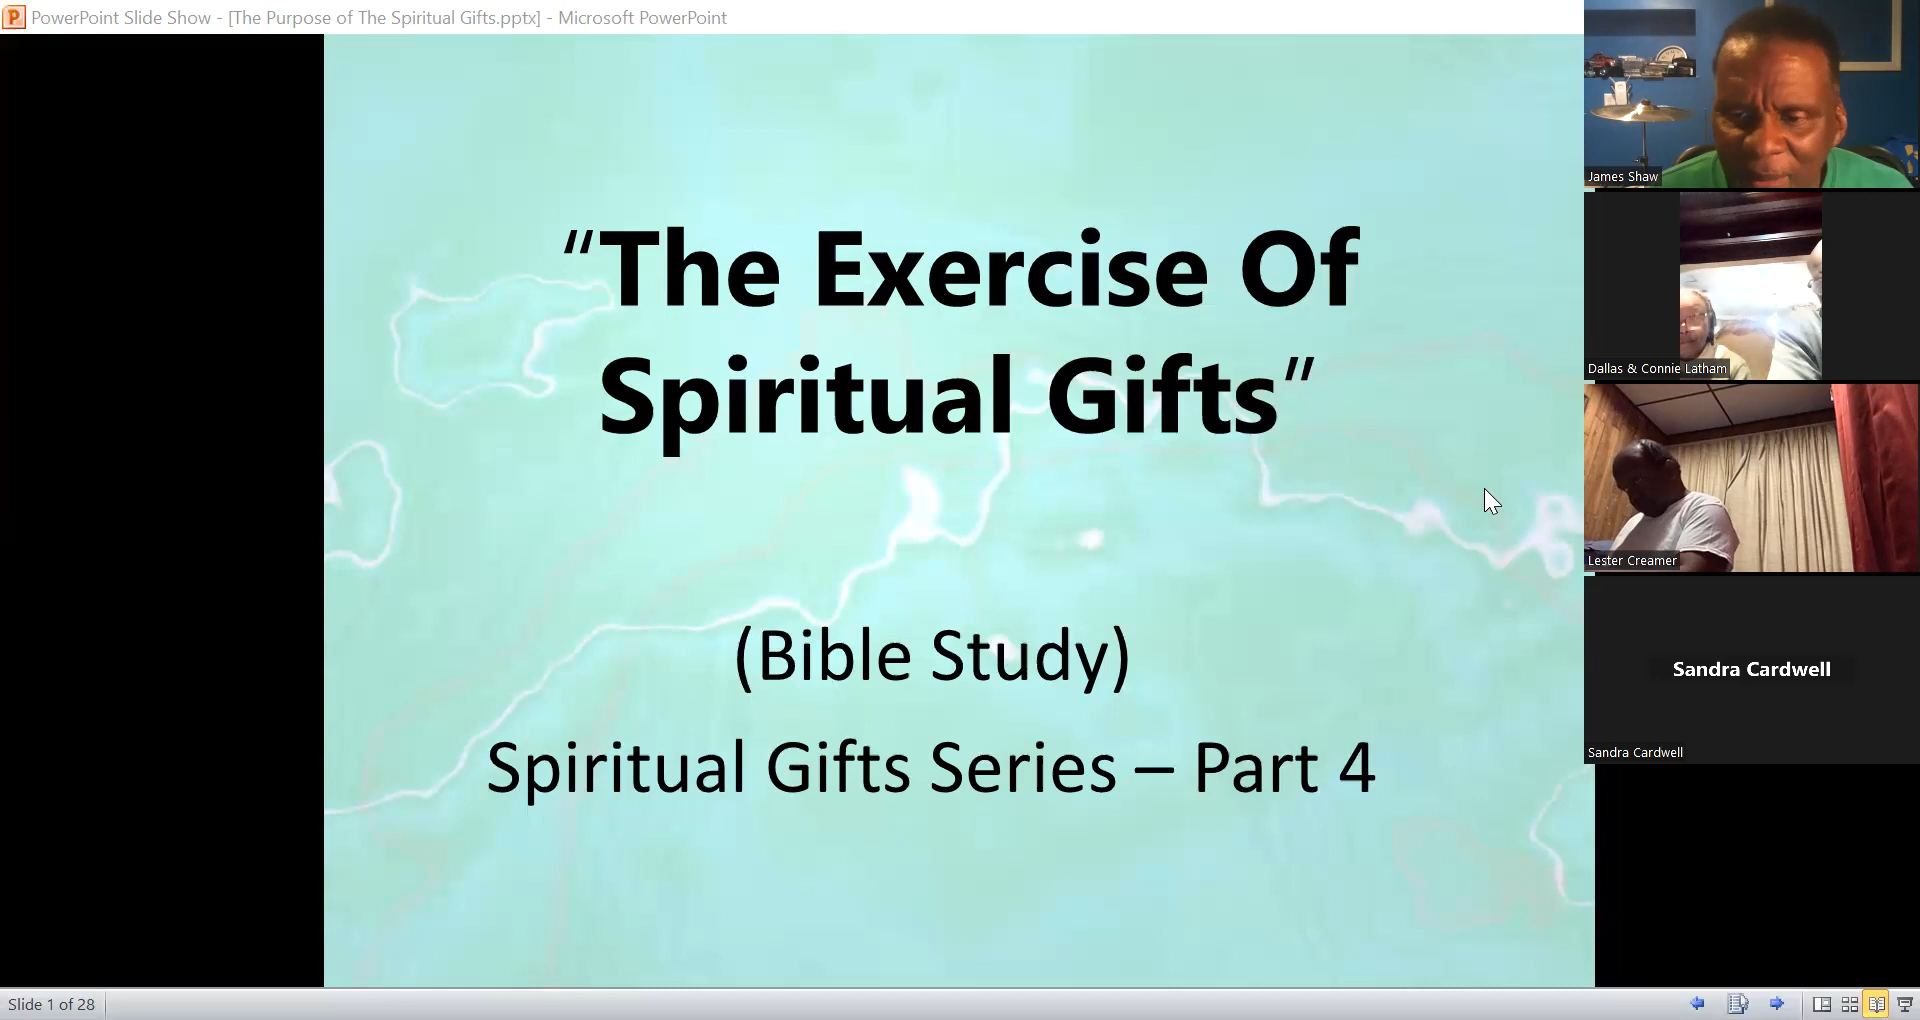 PowerPoint Slide Show - [The Purpose of The Spiritual Gifts.pptx] - Microsoft PowerPoint
“The Exercise Of
Spiritual Gifts”
(Bible Study)
Spiritual Gifts Series – Part 4
James Shaw
Dallas & Connie Latham
Lester Creamer
Sandra Cardwell
Sandra Cardwell
Slide 1 of 28